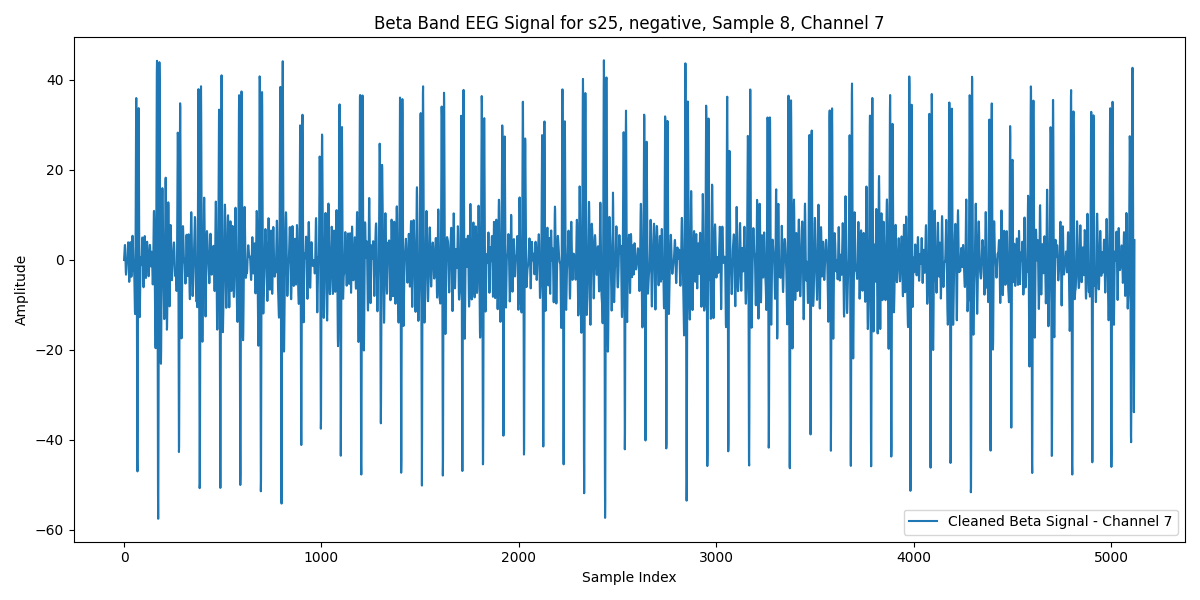 Beta Band EEG Signal for s25, negative, Sample 8, Channel 7
Amplitude
40
20
0
−20
−40
−60
0 1000 2000 3000 4000 5000
Sample Index
Cleaned Beta Signal - Channel 7